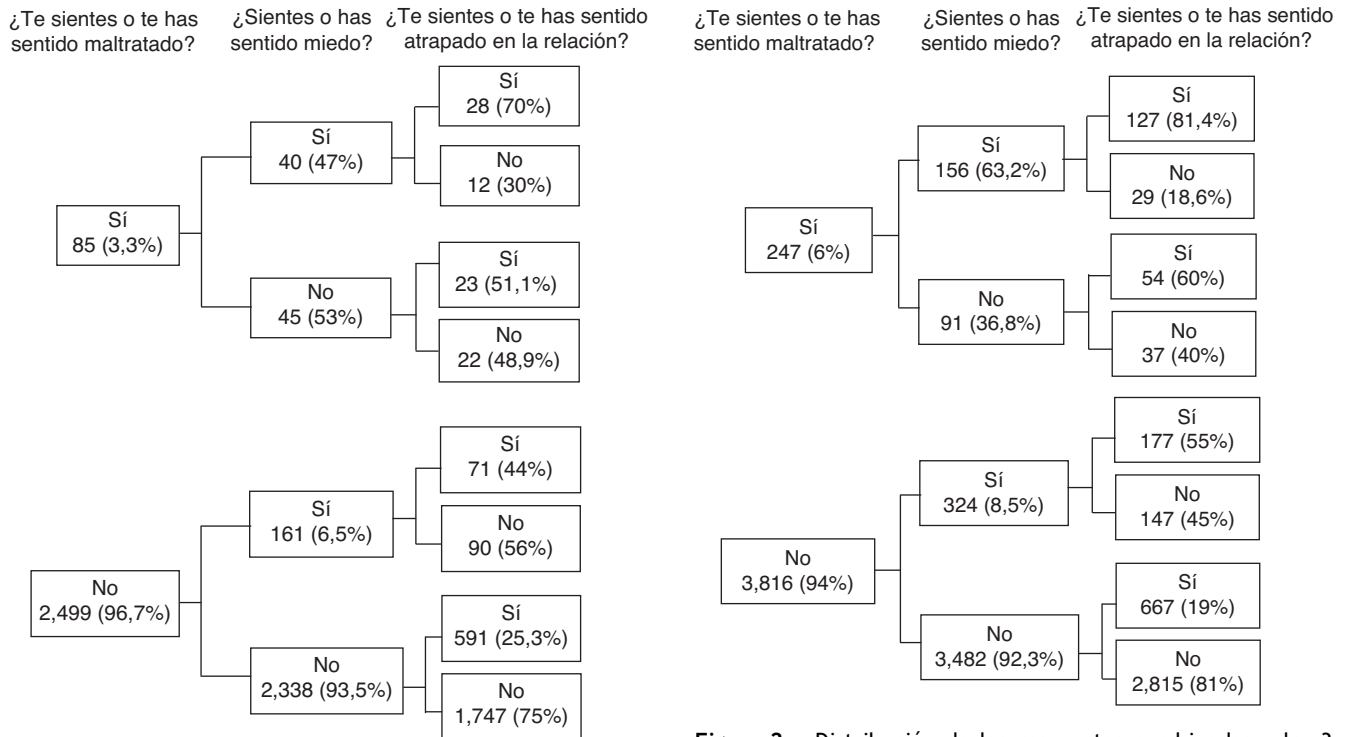 ¿Te sientes o te has
sentido maltratado?
¿Sientes o has
sentido miedo?
¿Te sientes o te has sentido
atrapado en la relación?
Sí
85 (3,3%)
Sí
40 (47%)
Sí
28 (70%)
No
12 (30%)
No
45 (53%)
Sí
23 (51,1%)
No
22 (48,9%)
No
2,499 (96,7%)
Sí
161 (6,5%)
Sí
71 (44%)
No
90 (56%)
No
2,338 (93,5%)
Sí
591 (25,3%)
No
1,747 (75%)
¿Te sientes o te has
sentido maltratado?
¿Sientes o has
sentido miedo?
¿Te sientes o te has sentido
atrapado en la relación?
Sí
247 (6%)
Sí
156 (63,2%)
Sí
127 (81,4%)
No
29 (18,6%)
No
91 (36,8%)
Sí
54 (60%)
No
37 (40%)
No
3,816 (94%)
Sí
324 (8,5%)
Sí
177 (55%)
No
147 (45%)
No
3,482 (92,3%)
Sí
667 (19%)
No
2,815 (81%)